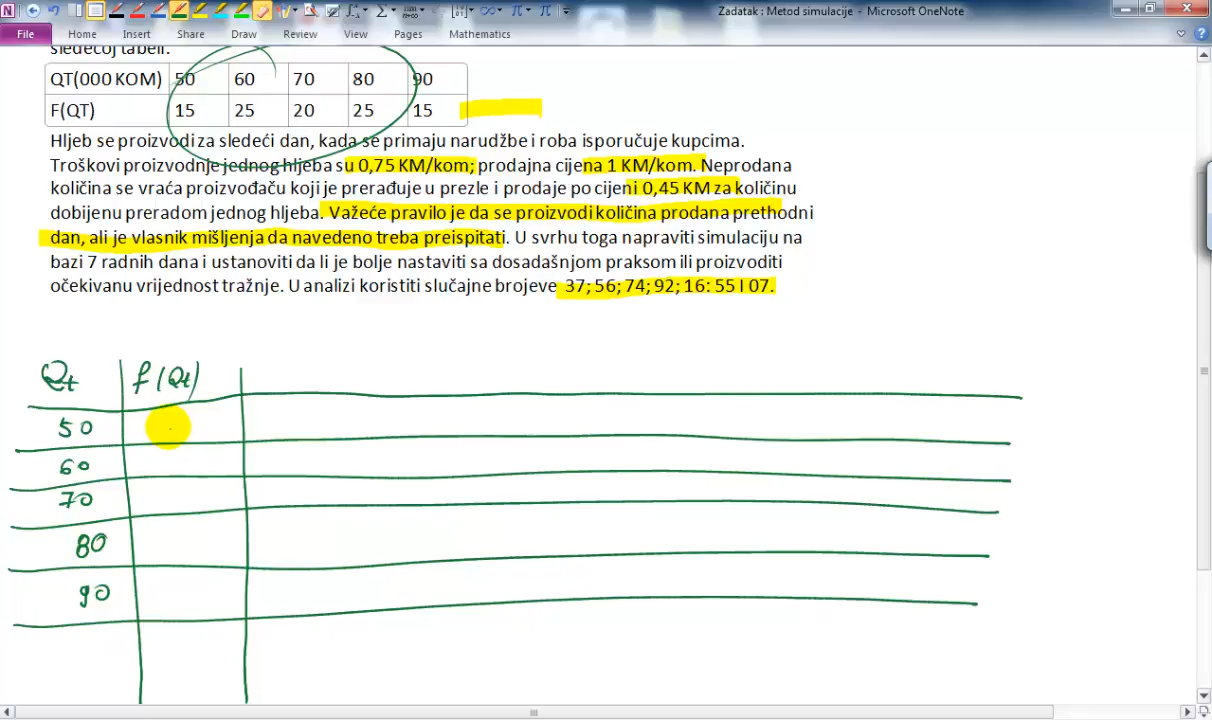 Zadatak : Metod simulacije - Microsoft OneNote
File Home Insert Share Draw Review View Pages Mathematics
sledećoj tabeli:
QT(000 KOM) 50 60 70 80 90
F(QT) 15 25 20 25 15
Hljeb se proizvodi za sledeći dan, kada se primaju narudžbe i roba isporučuje kupcima.
Troškovi proizvodnje jednog hljeba su 0,75 KM/kom; prodajna cijena 1 KM/kom. Neprodana
količina se vraća proizvođaču koji je prerađuje u prezle i prodaje po cijeni 0,45 KM za količinu
dobijenu preradom jednog hljeba. Važeće pravilo je da se proizvodi količina prodana prethodni
dan, ali je vlasnik mišljenja da navedeno treba preispitati. U svrhu toga napraviti simulaciju na
bazi 7 radnih dana i ustanoviti da li je bolje nastaviti sa dosadašnjom praksom ili proizvoditi
očekivanu vrijednost tražnje. U analizi koristiti slučajne brojeve 37; 56; 74; 92; 16: 55 I 07.
Qt f(Qt)
50
60
70
80
90